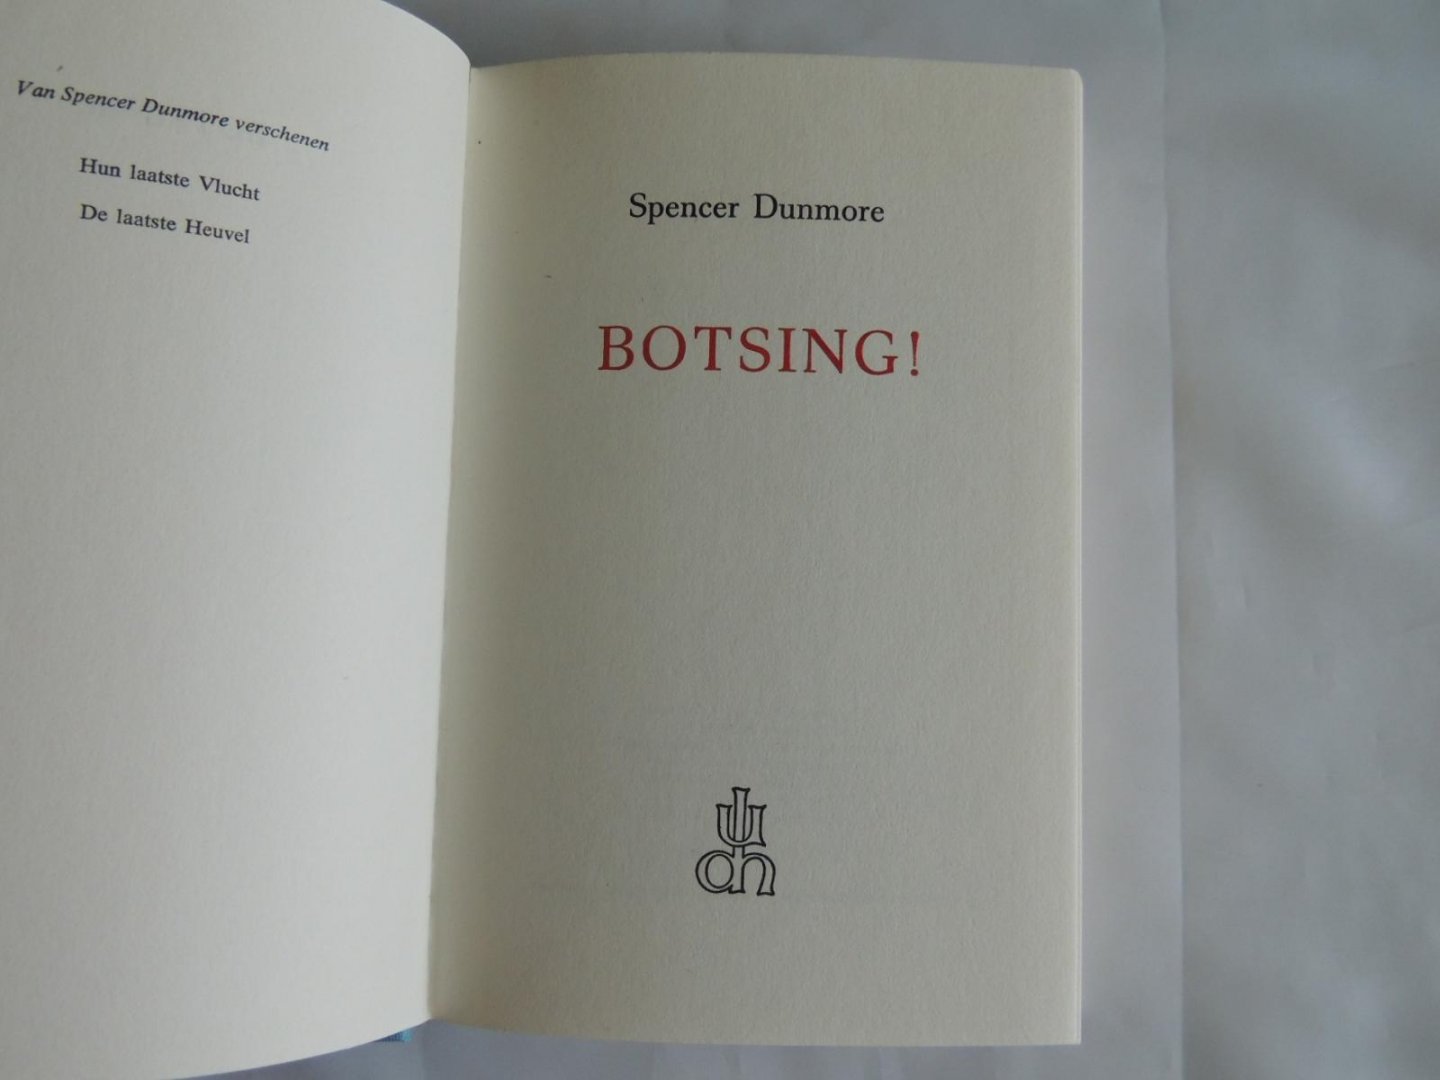 Van Spencer Dunmore verschenen
Hun laatste Vlucht
De laatste Heuvel
Spencer Dunmore
BOTSING!